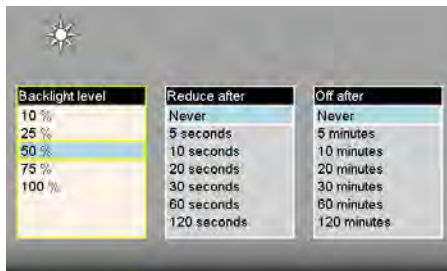 Backlight level
10 %
25 %
50 %
75 %
100 %
Reduce after
Never
5 seconds
10 seconds
20 seconds
30 seconds
60 seconds
120 seconds
Off after
Never
5 minutes
10 minutes
20 minutes
30 minutes
60 minutes
120 minutes